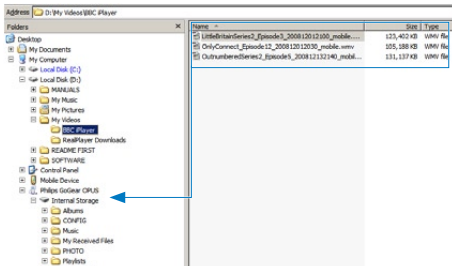 Address D:\My Videos\BBC iPlayer
Folders
Desktop
My Documents
My Computer
Local Disk (C:)
Local Disk (D:)
MANUALS
My Music
My Pictures
My Videos
BBC iPlayer
RealPlayer Downloads
README FIRST
SOFTWARE
Control Panel
Mobile Device
Philips GoGear OPUS
Internal Storage
Albums
CONFIG
Music
My Received Files
PHOTO
Playlists
Name Size Type
LittleBritainSeries2_Episode3_200812012100_mobile.... 123,402 KB WMV file
OnlyConnect_Episode12_200812012030_mobile.wmv 105,188 KB WMV file
OutnumberedSeries2_Episode5_200812132140_mobil... 131,137 KB WMV file